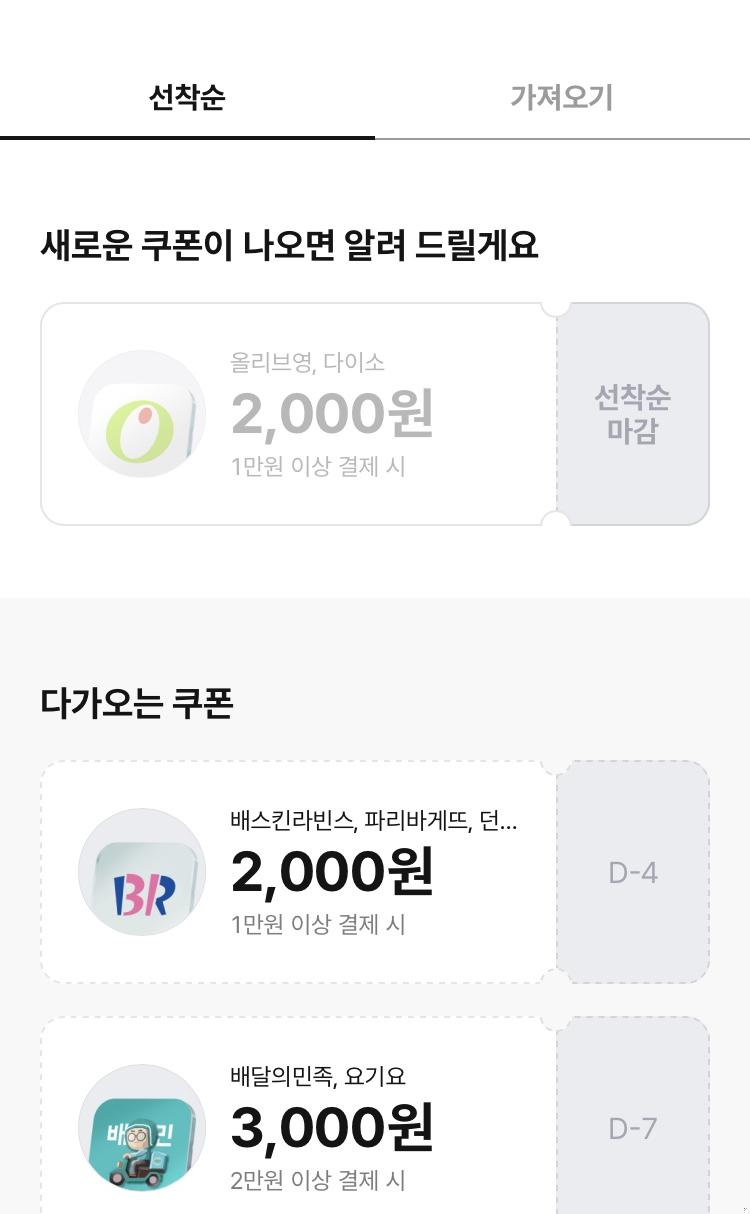 선착순
가져오기
새로운 쿠폰이 나오면 알려 드릴게요
올리브영, 다이소
2,000원
1만원 이상 결제 시
선착순
마감
다가오는 쿠폰
배스킨라빈스, 파리바게뜨, 던...
2,000원
1만원 이상 결제 시
BR
D-4
배달의민족, 요기요
3,000원
2만원 이상 결제 시
D-7